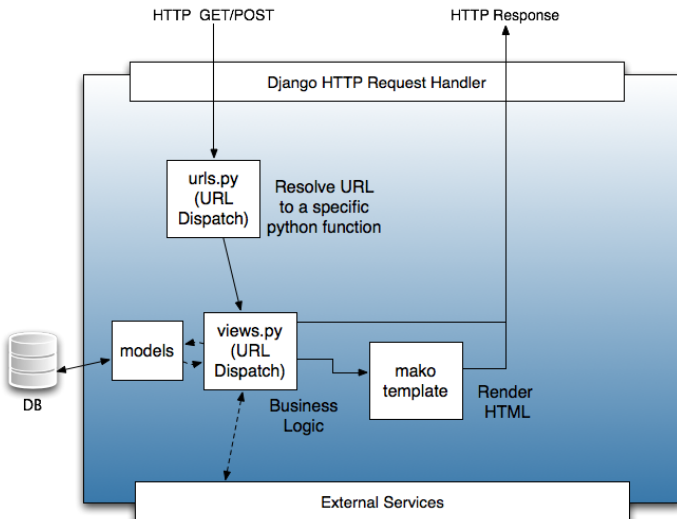 HTTP GET/POST
HTTP Response
Django HTTP Request Handler
urls.py
(URL
Dispatch)
Resolve URL
to a specific
python function
views.py
(URL
Dispatch)
models
DB
mako
template
Business
Logic
Render
HTML
External Services